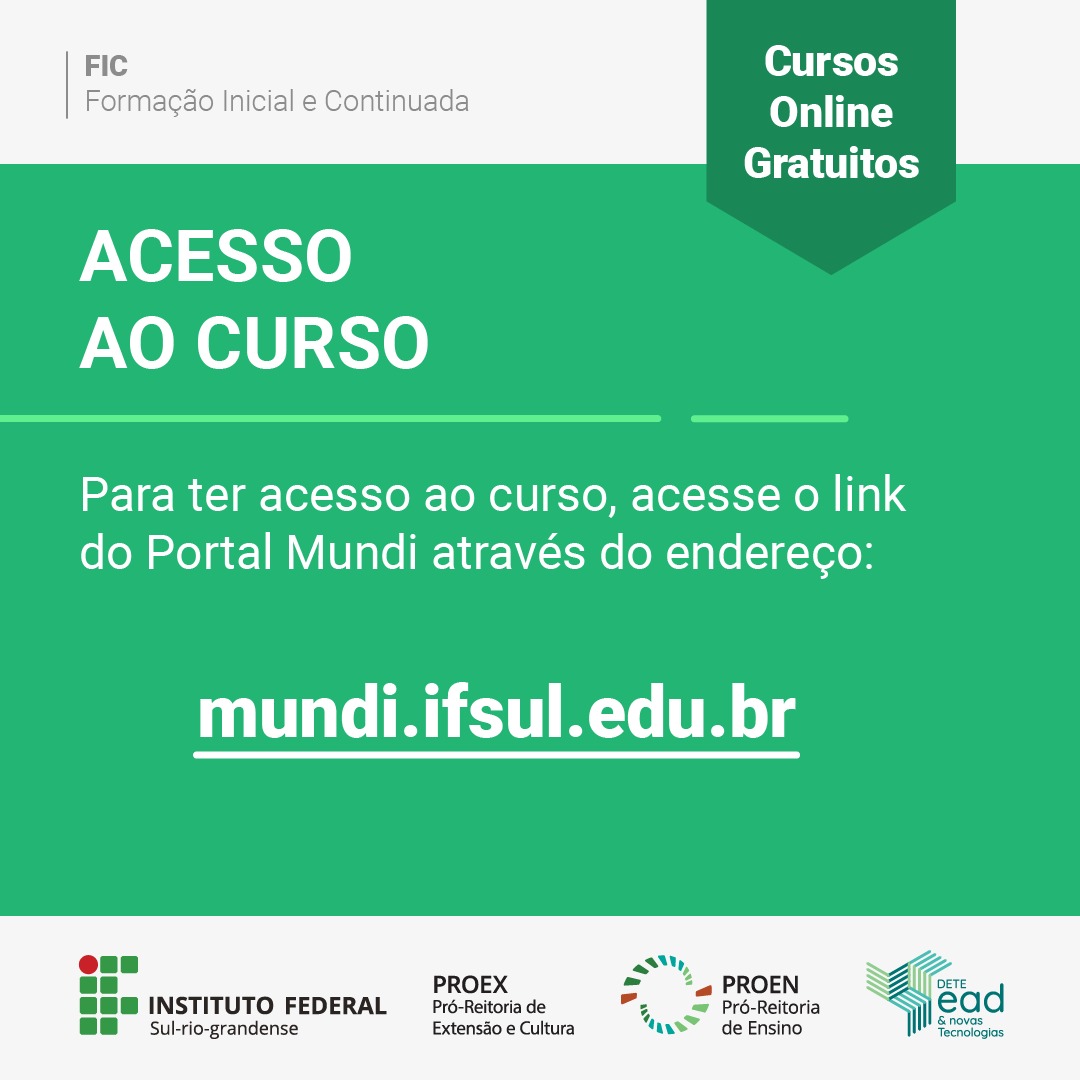 FIC
Formação Inicial e Continuada
Cursos
Online
Gratuitos
ACESSO
AO CURSO
Para ter acesso ao curso, acesse o link
do Portal Mundi através do endereço:
mundi.ifsul.edu.br
INSTITUTO FEDERAL
Sul-rio-grandense
PROEX
Pró-Reitoria de
Extensão e Cultura
PROEN
Pró-Reitoria
de Ensino
DETE
ead
& novas
Tecnologias